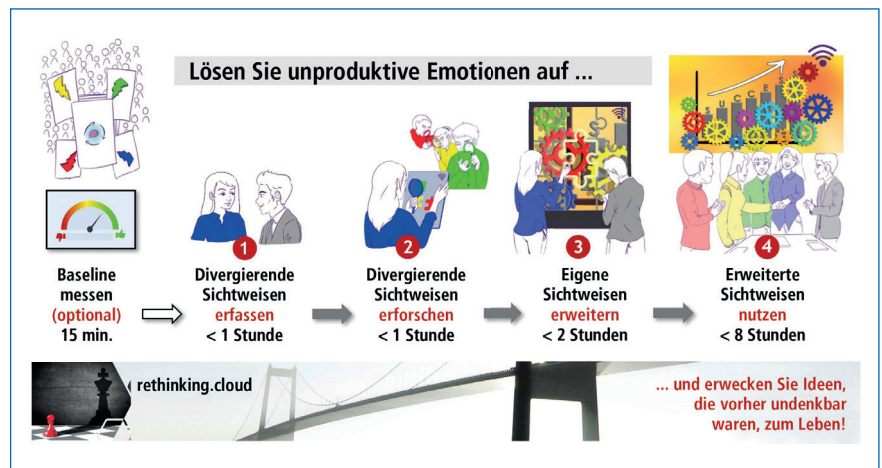 Lösen Sie unproduktive Emotionen auf ...
SUCCESS
Baseline
messen
(optional)
15 min.
1
Divergierende
Sichtweisen
erfassen
< 1 Stunde
2
Divergierende
Sichtweisen
erforschen
< 1 Stunde
3
Eigene
Sichtweisen
erweitern
< 2 Stunden
4
Erweiterte
Sichtweisen
nutzen
< 8 Stunden
rethinking.cloud
... und erwecken Sie Ideen,
die vorher undenkbar
waren, zum Leben!